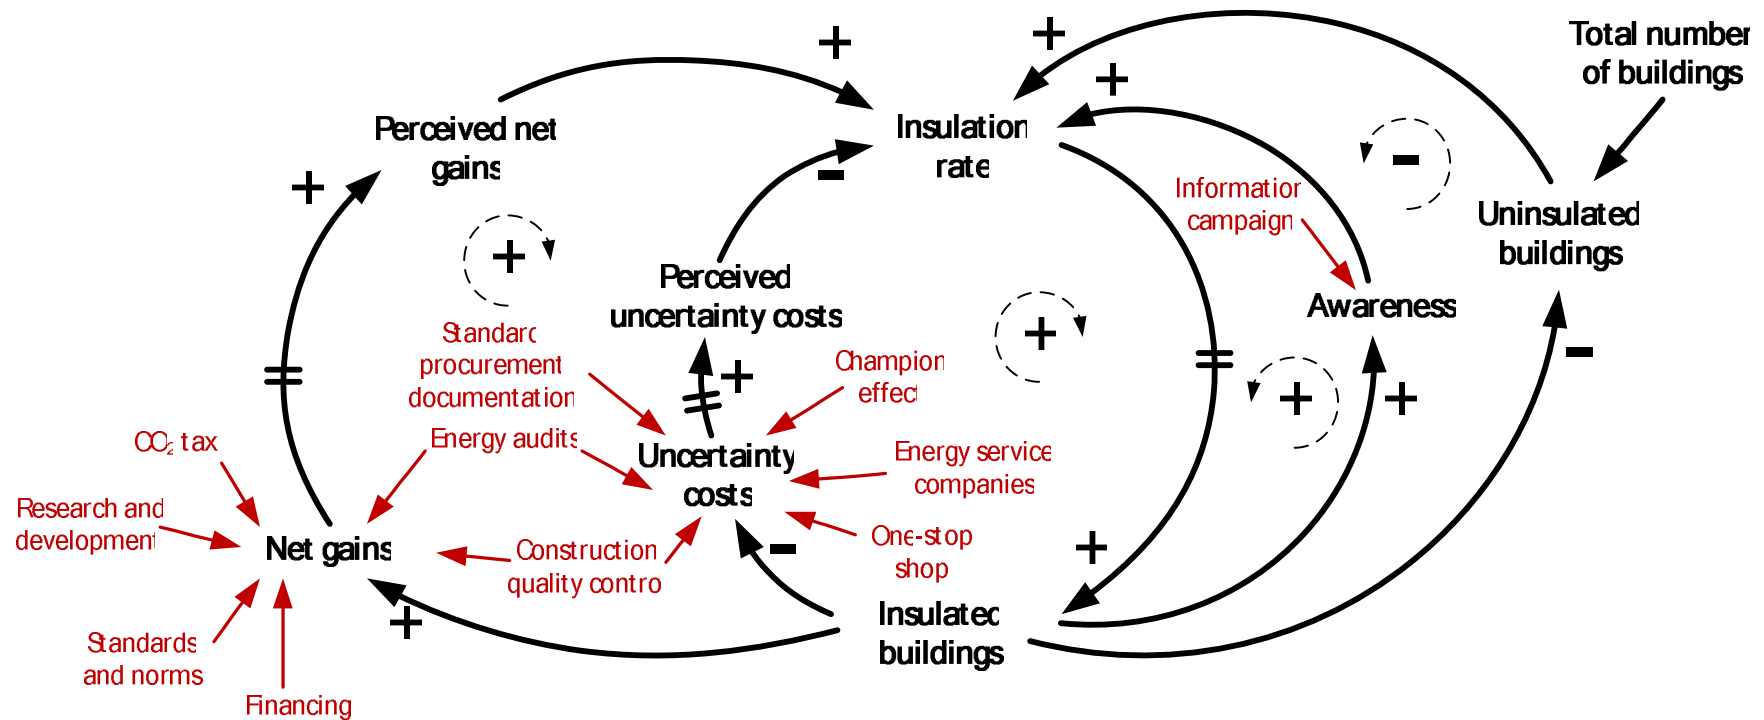 Total number
of buildings
Perceived net
gains
Insulation
rate
Information
campaign
Uninsulated
buildings
Perceived
uncertainty costs
Awareness
Standard
procurement
documentation
Champion
effect
CO₂ tax
Energy audits
Uncertainty
costs
Energy service
companies
Research and
development
Net gains
Construction
quality contro
One-stop
shop
Insulated
buildings
Standards
and norms
Financing
+
+
+
+
-
-
+
+
+
+
-
+
+
+
-
+